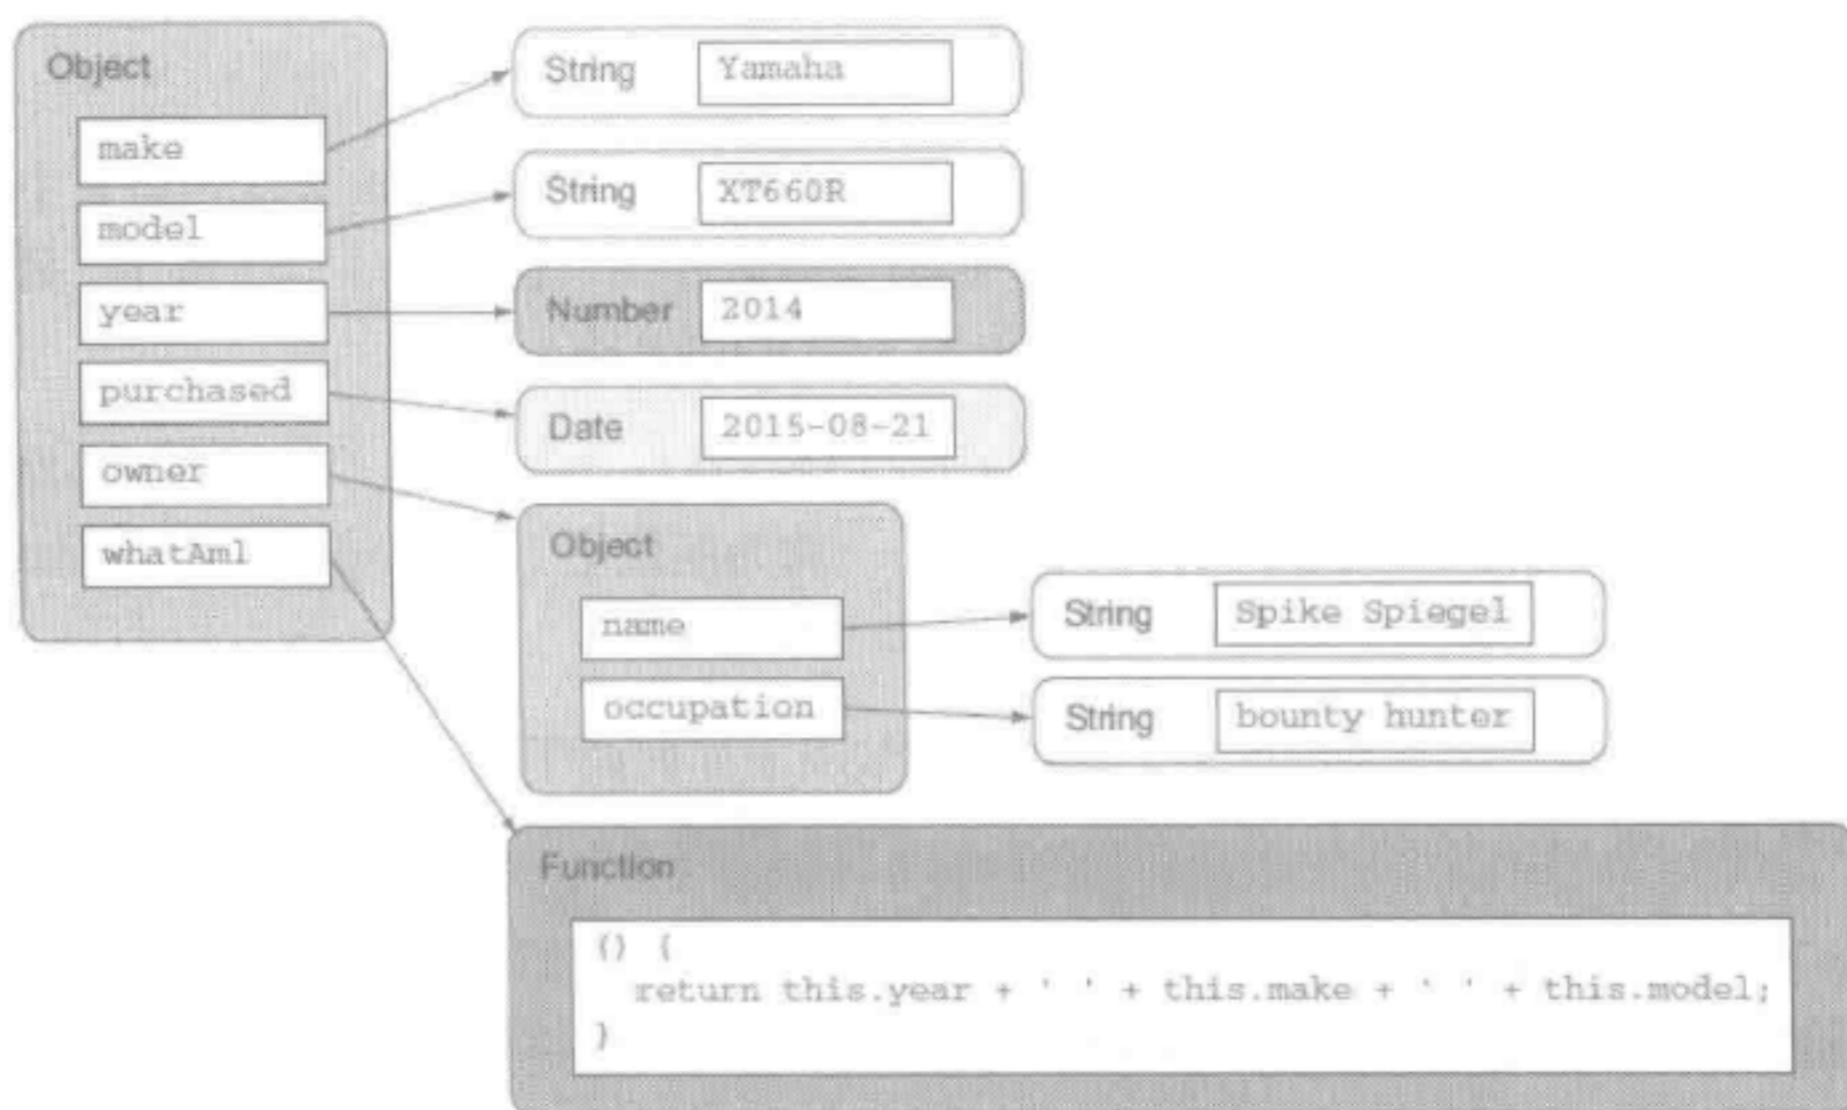 Object
make
model
year
purchased
owner
whatAml
String Yamaha
String XT660R
Number 2014
Date 2015-08-21
Object
name
occupation
String Spike Spiegel
String bounty hunter
Function
() {
return this.year + ' ' + this.make + ' ' + this.model;
}